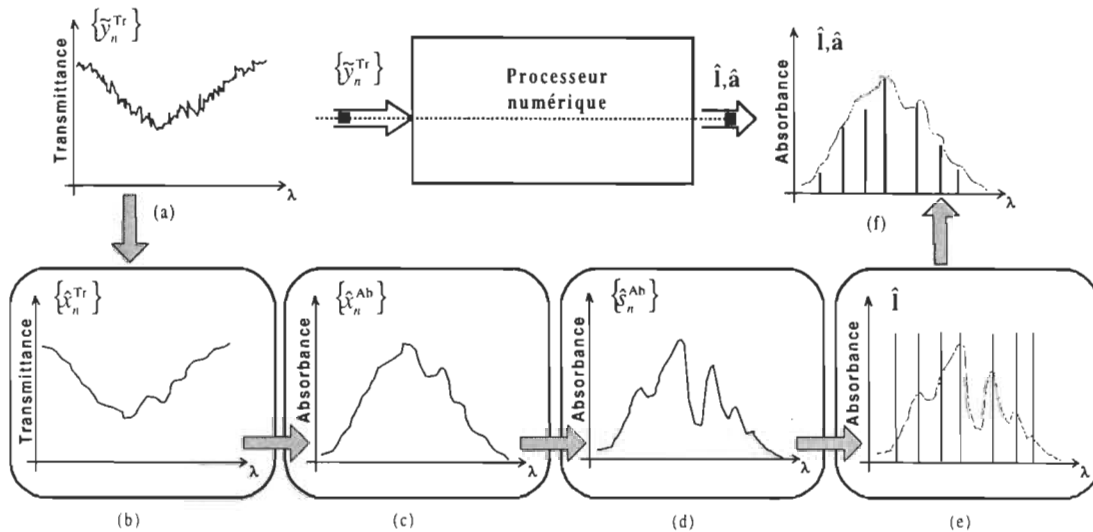 {ỹₙᵀʳ}
Transmittance
λ
(a)
{ỹₙᵀʳ}
Processeur
numérique
l̂,â
l̂,â
Absorbance
λ
(f)
{x̂ₙᵀʳ}
Transmittance
λ
(b)
{x̂ₙᴬᵇ}
Absorbance
λ
(c)
{ŝₙᴬᵇ}
Absorbance
λ
(d)
l̂
Absorbance
λ
(e)